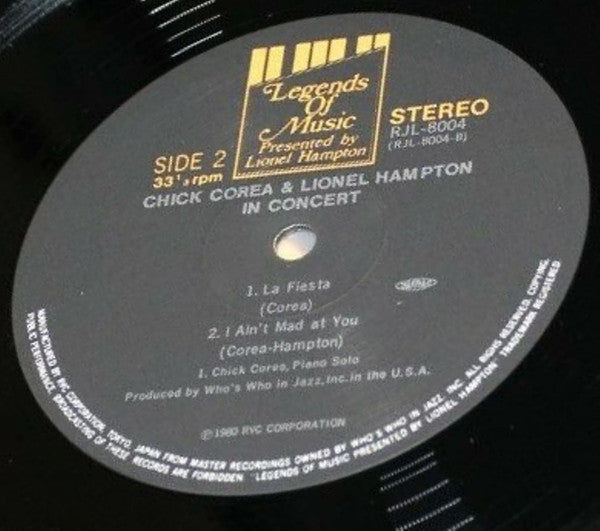 Legends
Of
Music
Presented by
Lionel Hampton
STEREO
RJL-8004
(RJL-8004-B)
SIDE 2
33⅓ rpm
CHICK COREA & LIONEL HAMPTON
IN CONCERT
1. La Fiesta
(Corea)
2. I Ain't Mad at You
(Corea-Hampton)
1. Chick Corea, Piano Solo
Produced by Who's Who in Jazz, Inc. in the U.S.A.
℗ 1980 RVC CORPORATION
MANUFACTURED BY RVC CORPORATION, TOKYO, JAPAN FROM MASTER RECORDINGS OWNED BY WHO'S WHO IN JAZZ, INC. ALL RIGHTS RESERVED. COPYING,
PUBLIC PERFORMANCE, BROADCASTING OF THESE RECORDS ARE FORBIDDEN "LEGENDS OF MUSIC PRESENTED BY LIONEL HAMPTON" TRADEMARK REGISTERED